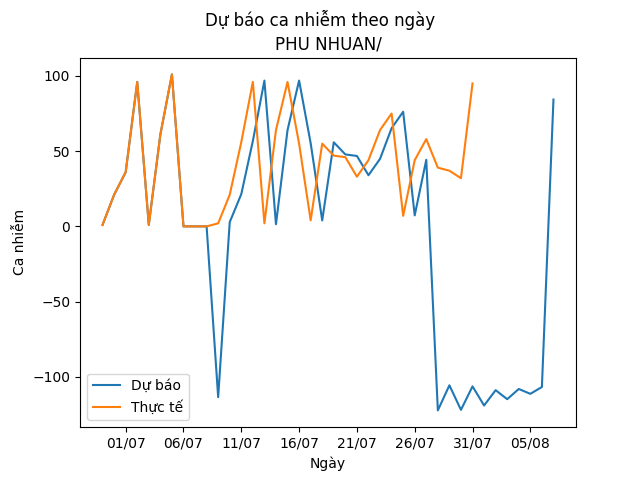 Dự báo ca nhiễm theo ngày
PHU NHUAN/
Ca nhiễm
100
50
0
−50
−100
Dự báo
Thực tế
01/07 06/07 11/07 16/07 21/07 26/07 31/07 05/08
Ngày